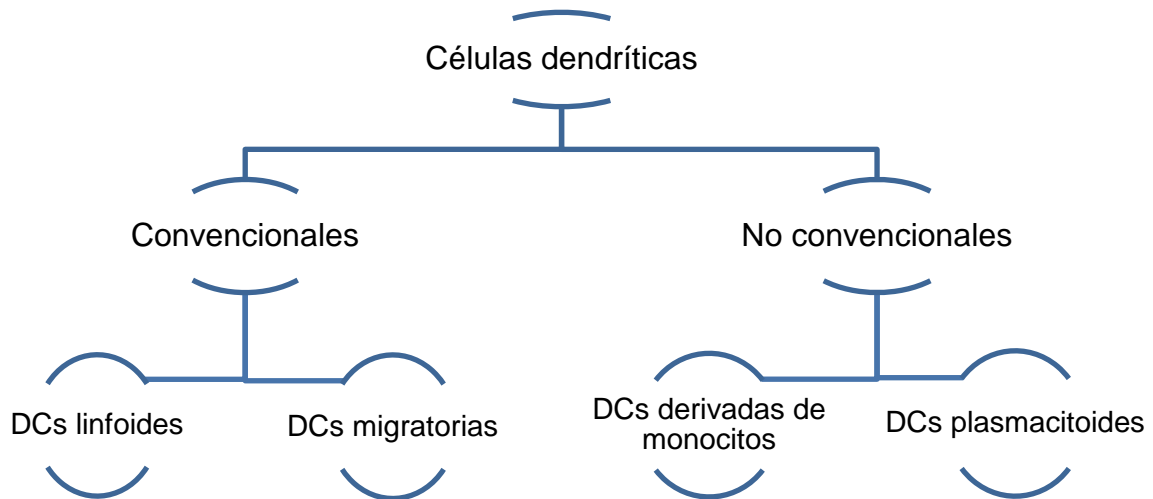 Células dendríticas
Convencionales
No convencionales
DCs linfoides
DCs migratorias
DCs derivadas de
monocitos
DCs plasmacitoides